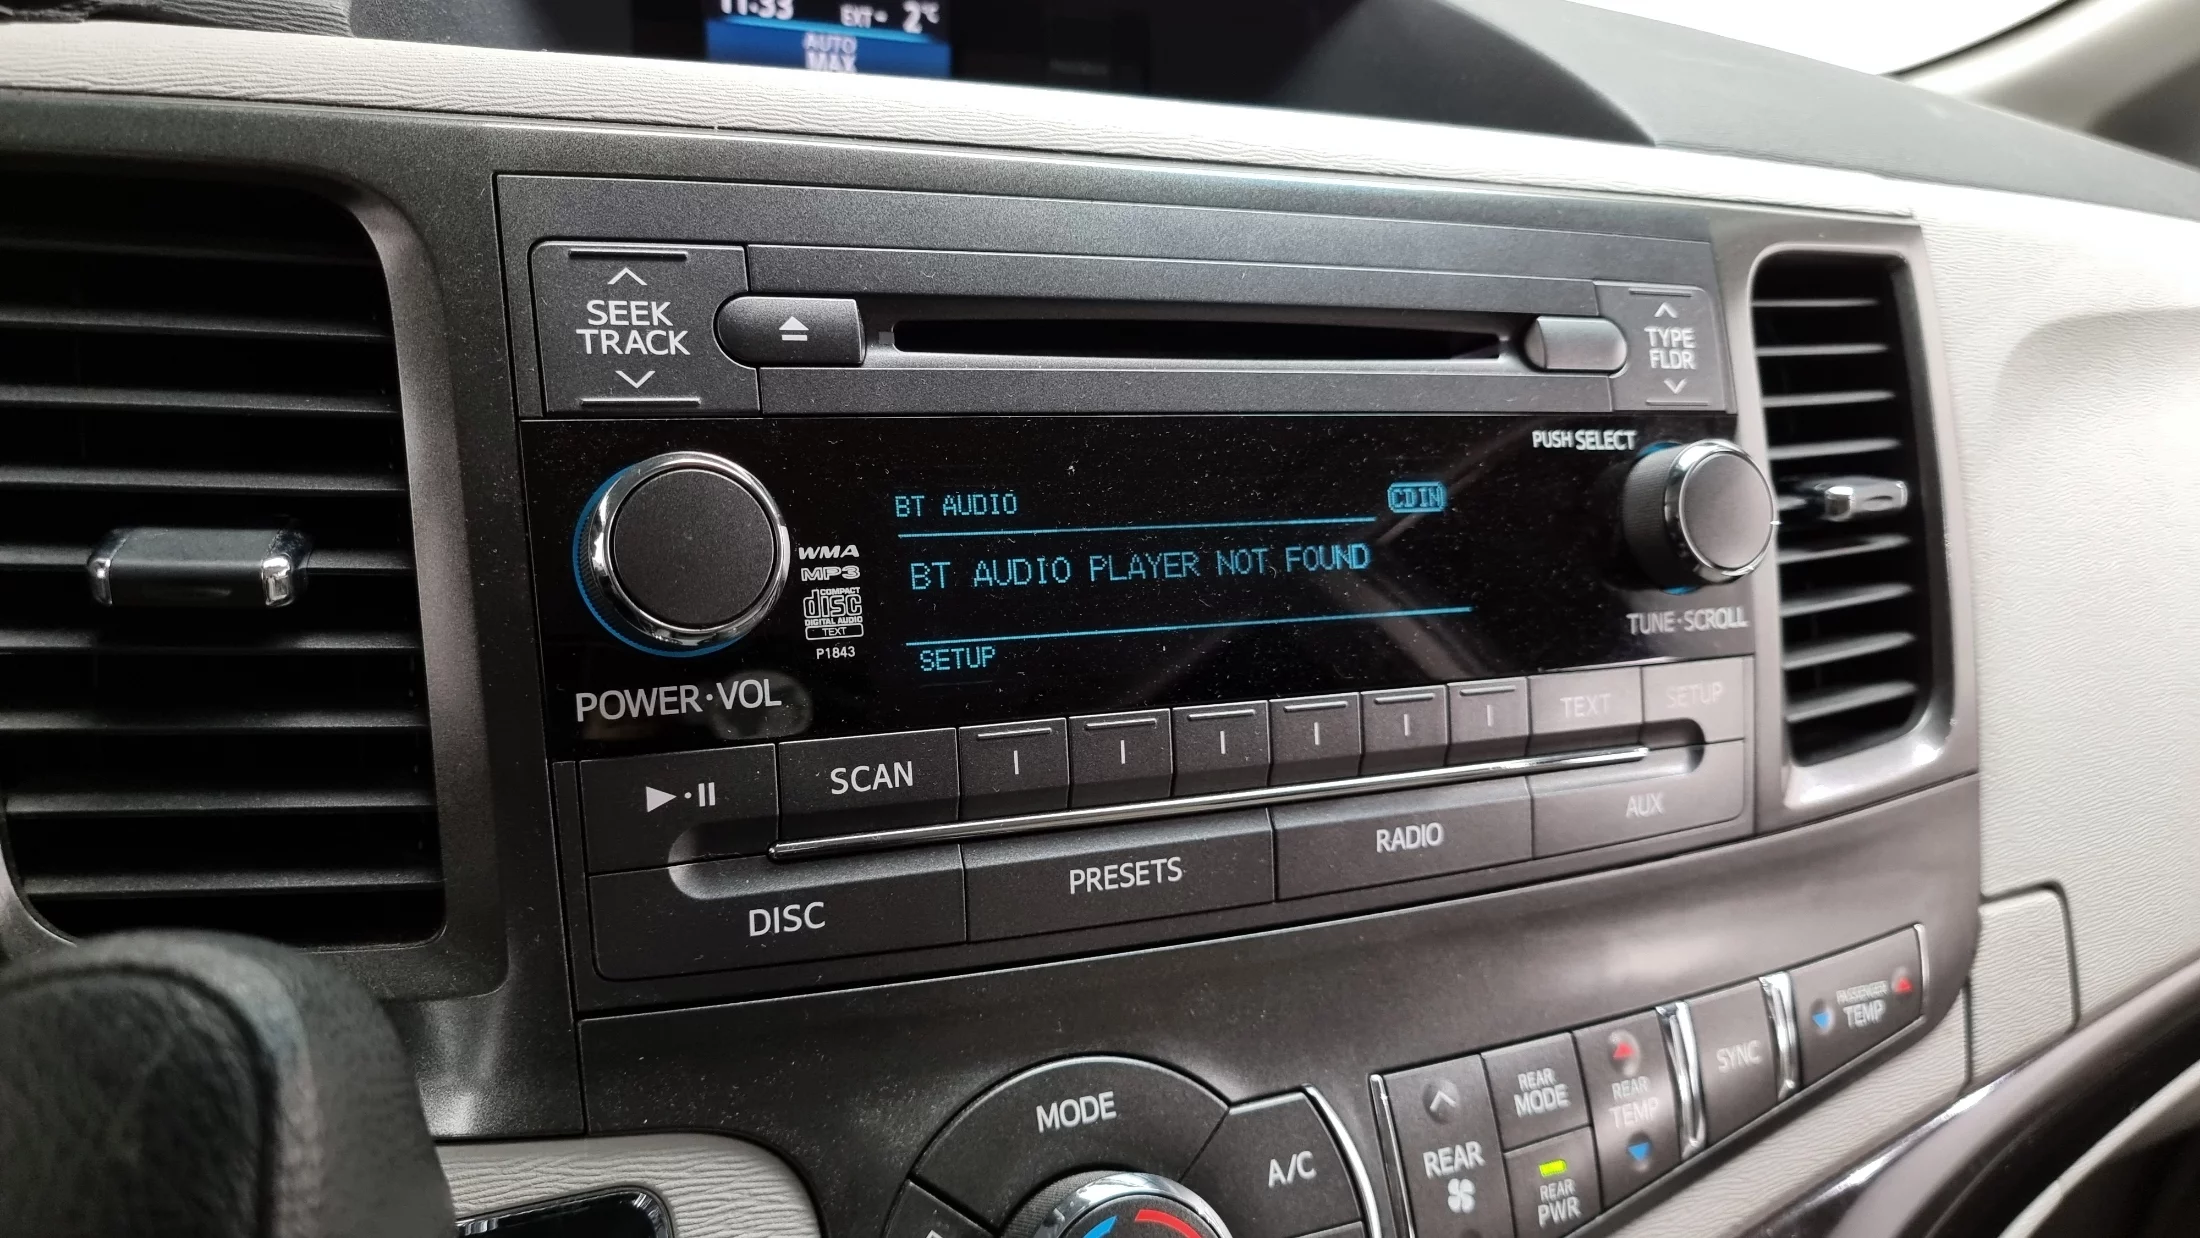 11:33 EXT- 2°C
AUTO
MAX
SEEK
TRACK
TYPE
FLDR
PUSH SELECT
BT AUDIO
CD IN
BT AUDIO PLAYER NOT FOUND
SETUP
WMA
MP3
COMPACT
disc
DIGITAL AUDIO
TEXT
P1843
TUNE·SCROLL
POWER·VOL
SCAN
TEXT
SETUP
DISC
PRESETS
RADIO
AUX
MODE
A/C
REAR
REAR
MODE
REAR
PWR
REAR
TEMP
SYNC
PASSENGER
TEMP